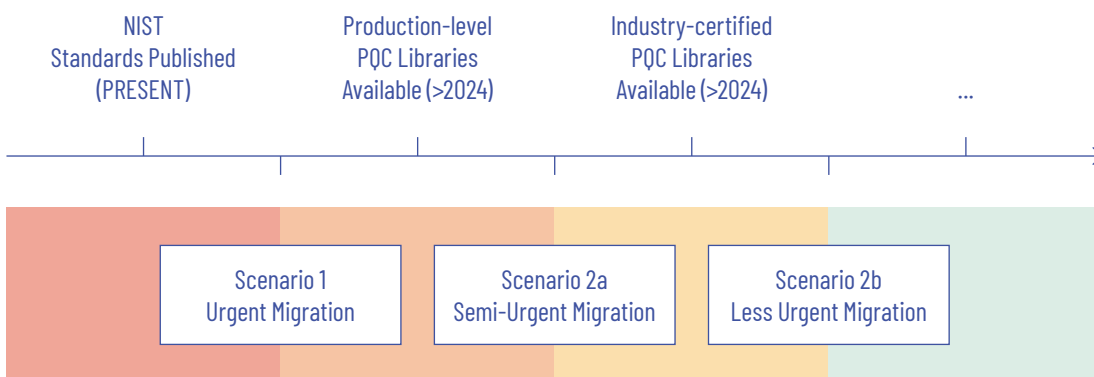 NIST
Standards Published
(PRESENT)
Production-level
PQC Libraries
Available (>2024)
Industry-certified
PQC Libraries
Available (>2024)
...
Scenario 1
Urgent Migration
Scenario 2a
Semi-Urgent Migration
Scenario 2b
Less Urgent Migration